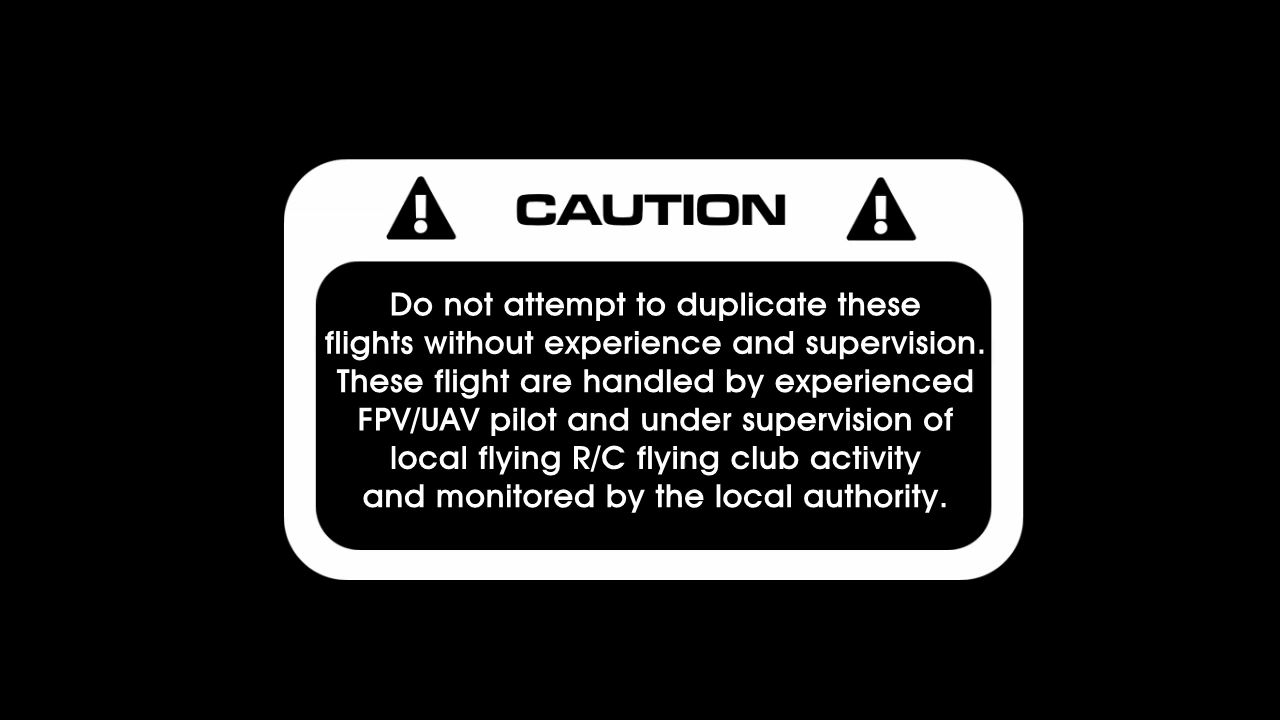 CAUTION
Do not attempt to duplicate these
flights without experience and supervision.
These flight are handled by experienced
FPV/UAV pilot and under supervision of
local flying R/C flying club activity
and monitored by the local authority.